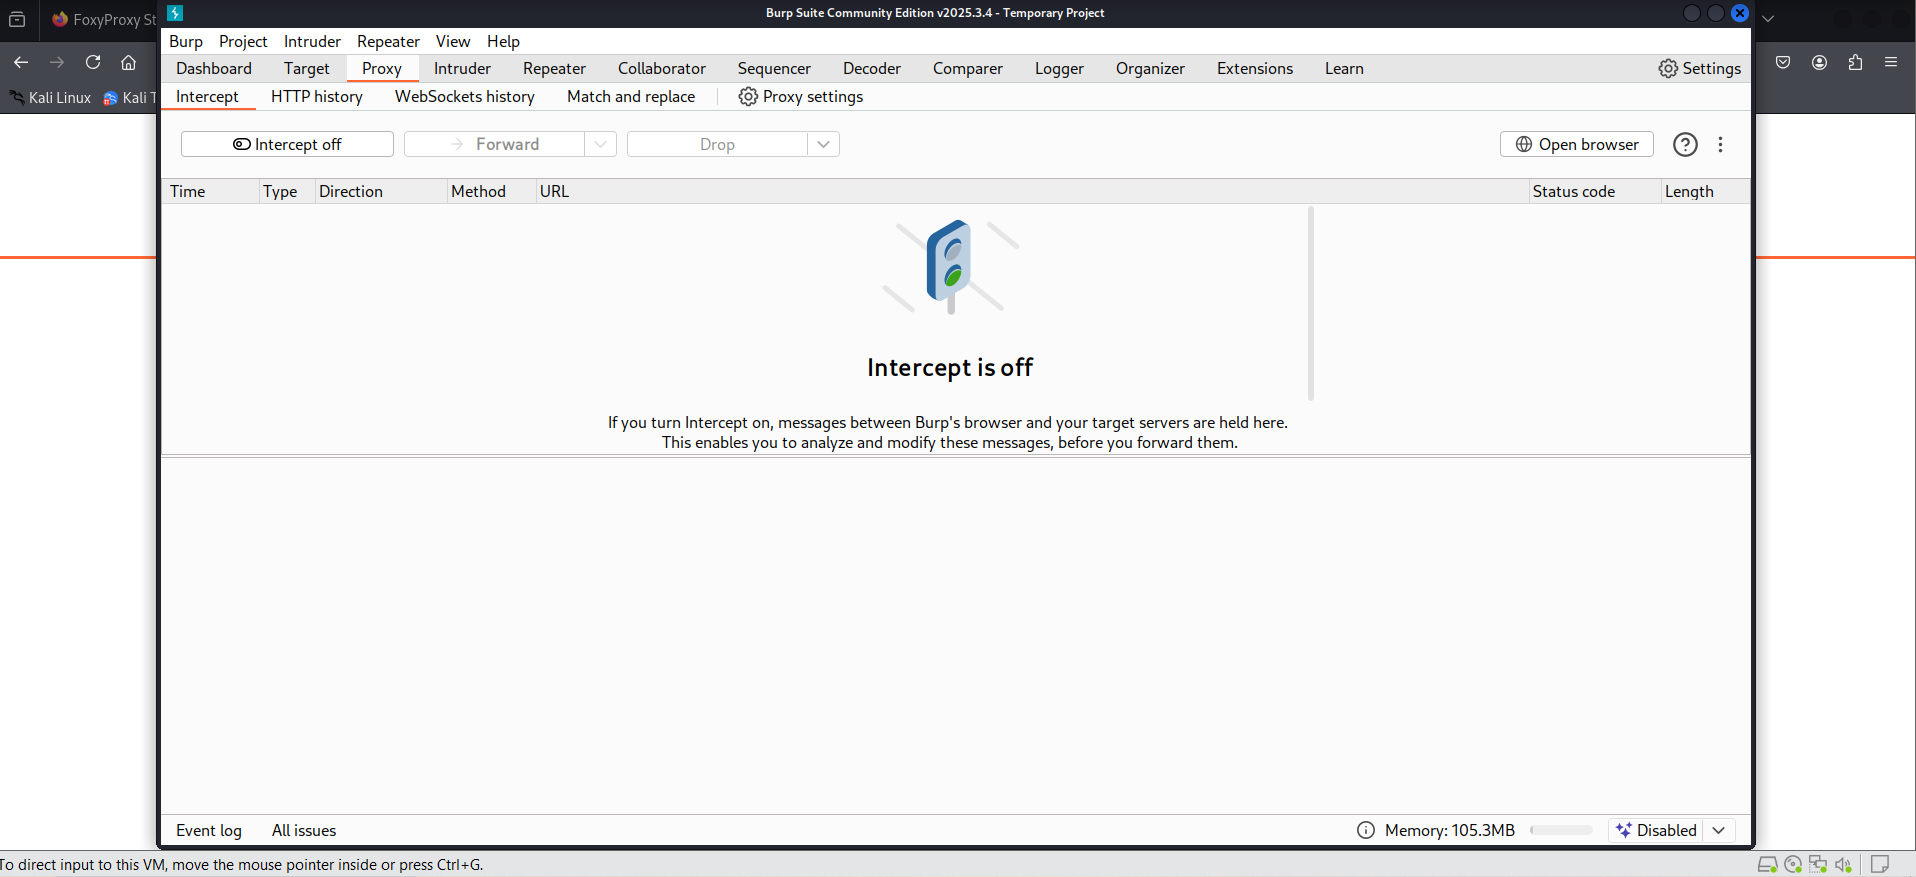 FoxyProxy St
Burp Suite Community Edition v2025.3.4 - Temporary Project
Burp Project Intruder Repeater View Help
Dashboard Target Proxy Intruder Repeater Collaborator Sequencer Decoder Comparer Logger Organizer Extensions Learn Settings
Kali Linux Kali T
Intercept HTTP history WebSockets history Match and replace Proxy settings
Intercept off Forward Drop Open browser
Time Type Direction Method URL Status code Length
Intercept is off
If you turn Intercept on, messages between Burp's browser and your target servers are held here.
This enables you to analyze and modify these messages, before you forward them.
Event log All issues Memory: 105.3MB Disabled
To direct input to this VM, move the mouse pointer inside or press Ctrl+G.